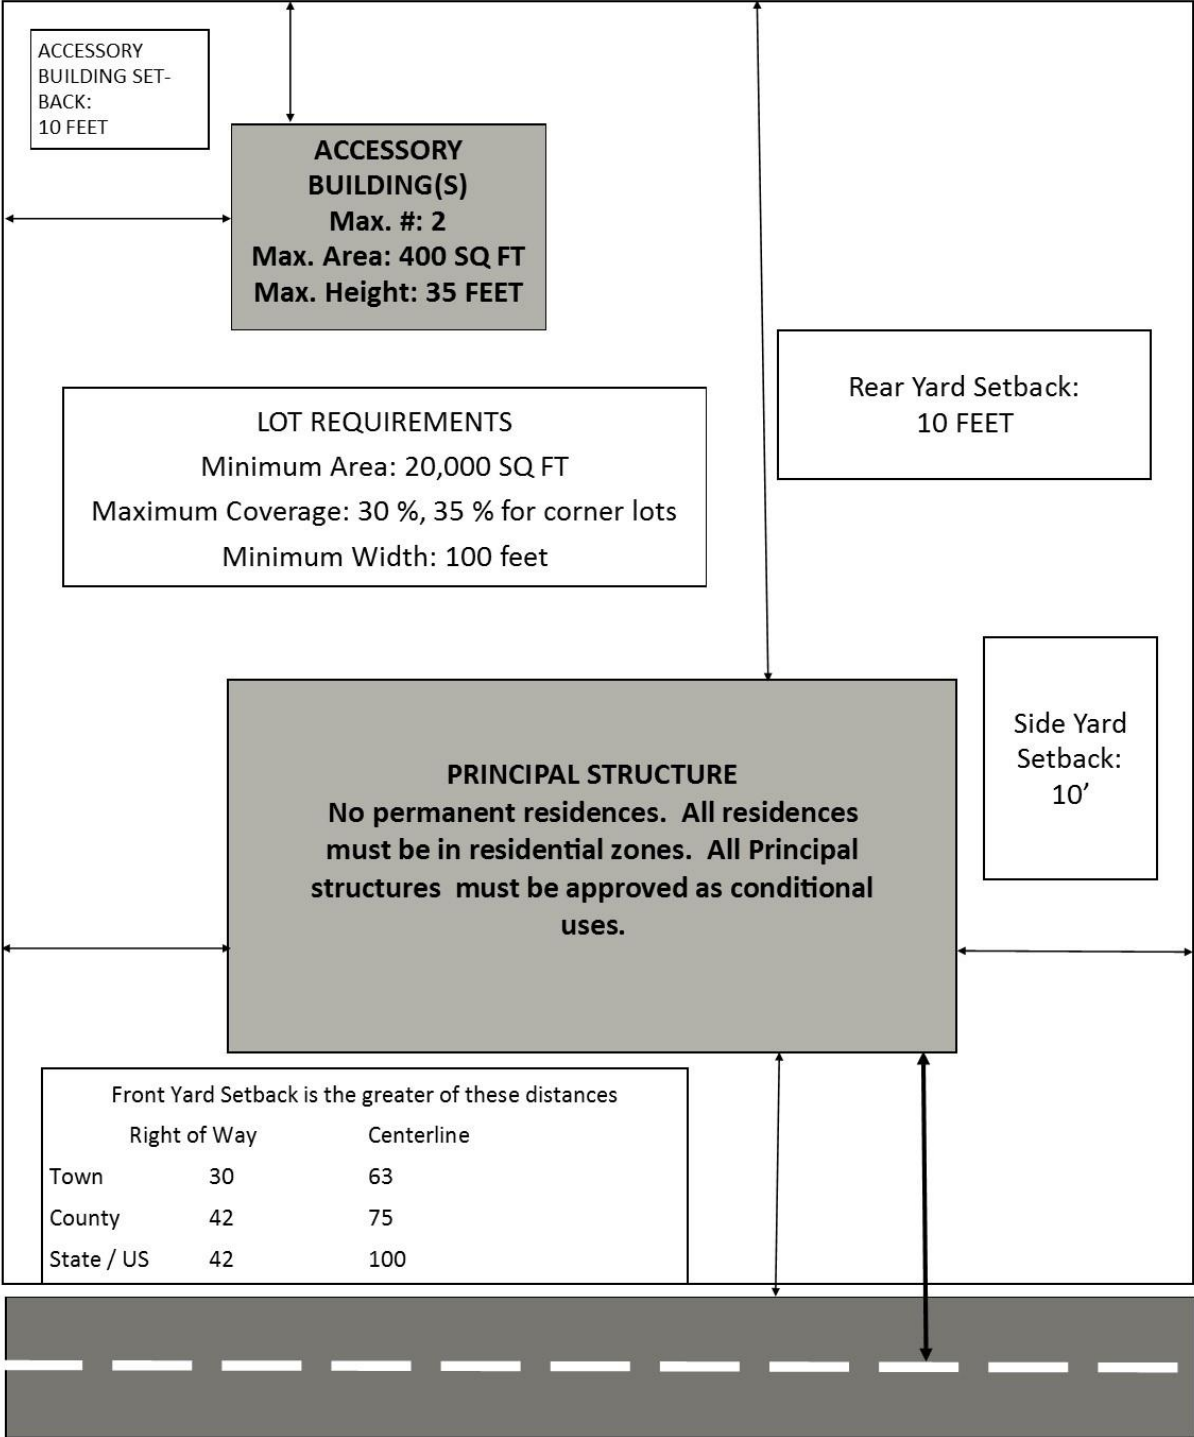 ACCESSORY
BUILDING SET-
BACK:
10 FEET
ACCESSORY
BUILDING(S)
Max. #: 2
Max. Area: 400 SQ FT
Max. Height: 35 FEET
Rear Yard Setback:
10 FEET
LOT REQUIREMENTS
Minimum Area: 20,000 SQ FT
Maximum Coverage: 30 %, 35 % for corner lots
Minimum Width: 100 feet
Side Yard
Setback:
10’
PRINCIPAL STRUCTURE
No permanent residences.  All residences
must be in residential zones.  All Principal
structures  must be approved as conditional
uses.
Front Yard Setback is the greater of these distances
Right of Way Centerline
Town 30 63
County 42 75
State / US 42 100